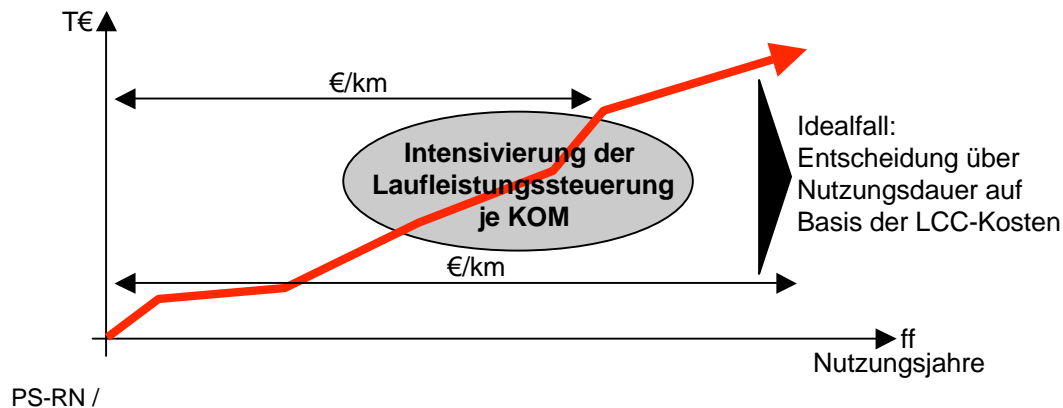 T€
€/km
Intensivierung der
Laufleistungssteuerung
je KOM
Idealfall:
Entscheidung über
Nutzungsdauer auf
Basis der LCC-Kosten
€/km
ff
Nutzungsjahre
PS-RN /